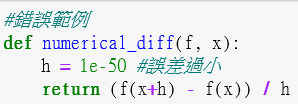 #錯誤範例
def numerical_diff(f, x):
    h = 1e-50 #誤差過小
    return (f(x+h) - f(x)) / h